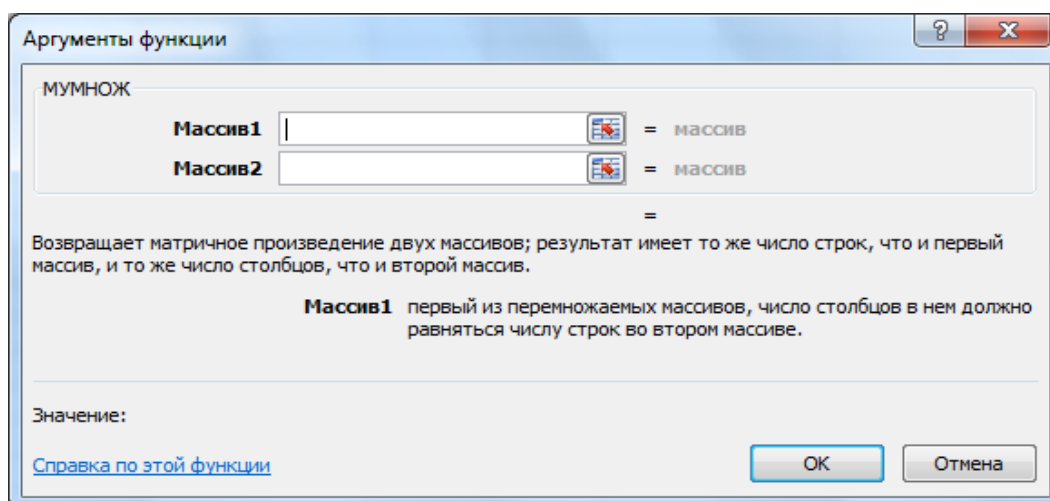 Аргументы функции
МУМНОЖ
Массив1 = массив
Массив2 = массив
=
Возвращает матричное произведение двух массивов; результат имеет то же число строк, что и первый
массив, и то же число столбцов, что и второй массив.
Массив1 первый из перемножаемых массивов, число столбцов в нем должно
равняться числу строк во втором массиве.
Значение:
Справка по этой функции
ОК
Отмена